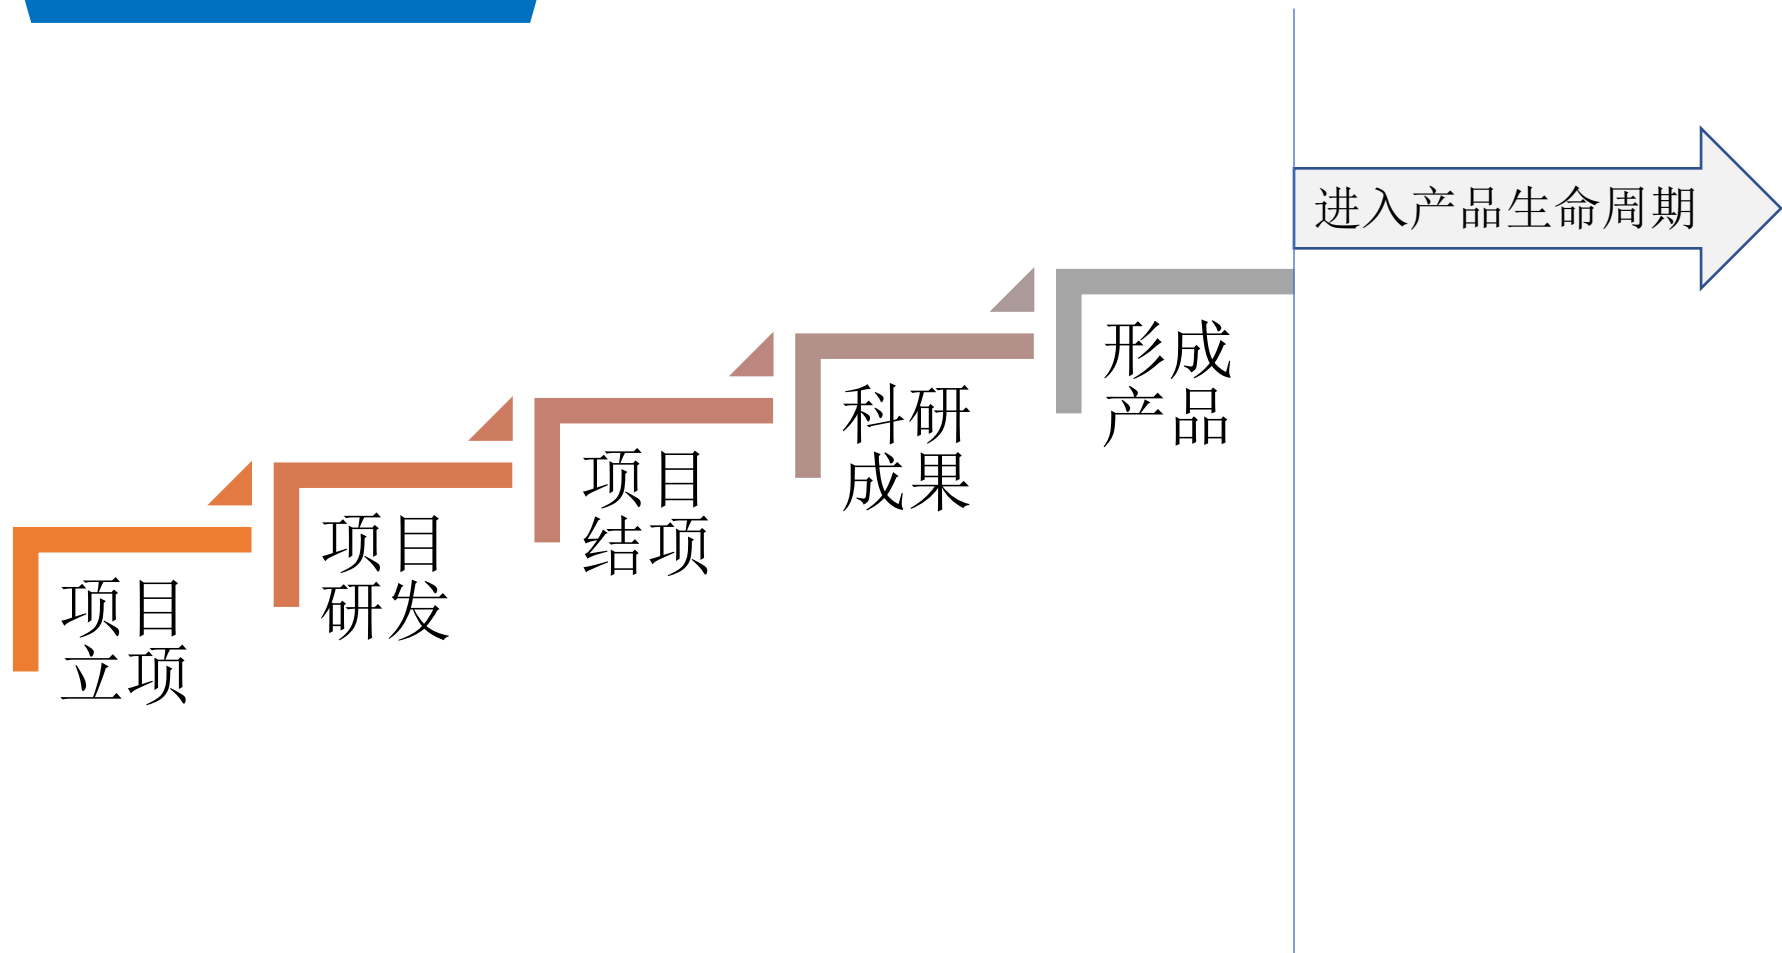 项目
立项
项目
研发
项目
结项
科研
成果
形成
产品
进入产品生命周期